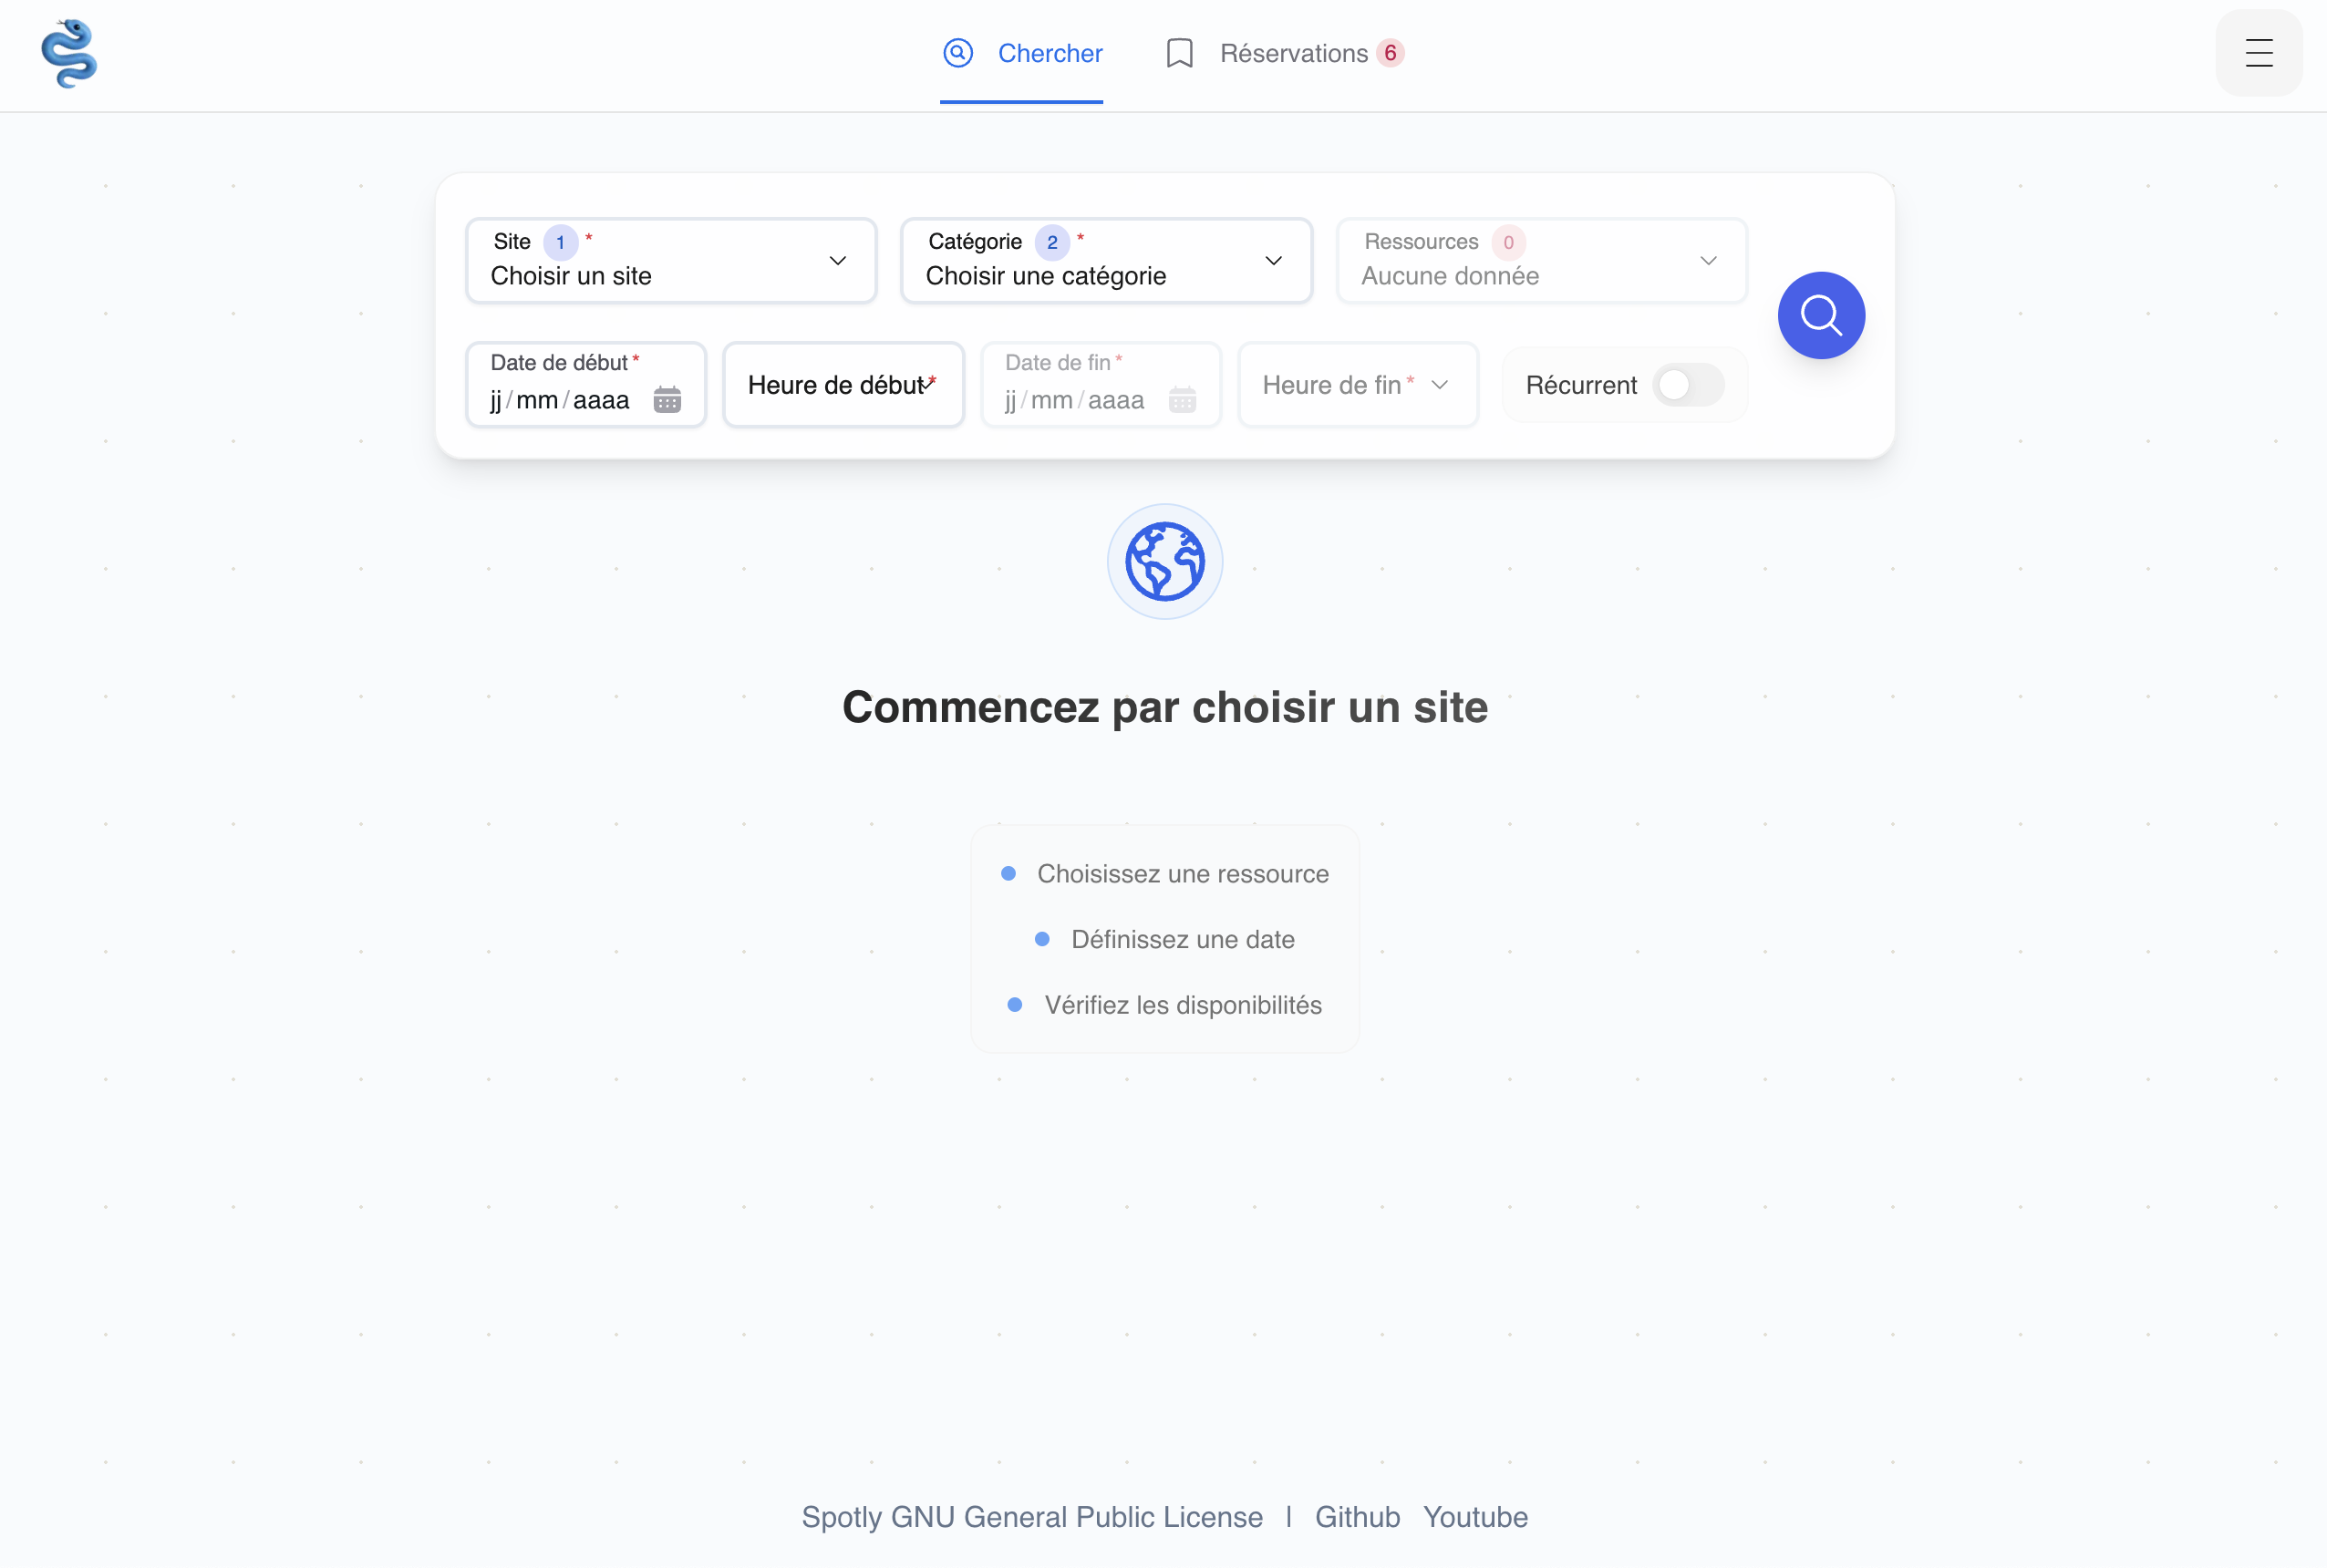 Chercher Réservations 6
Site 1 * Catégorie 2 * Ressources 0
Choisir un site Choisir une catégorie Aucune donnée
Date de début * Date de fin *
Heure de début * Heure de fin * Récurrent
jj/mm/aaaa jj/mm/aaaa
Commencez par choisir un site
Choisissez une ressource
Définissez une date
Vérifiez les disponibilités
Spotly GNU General Public License | Github Youtube